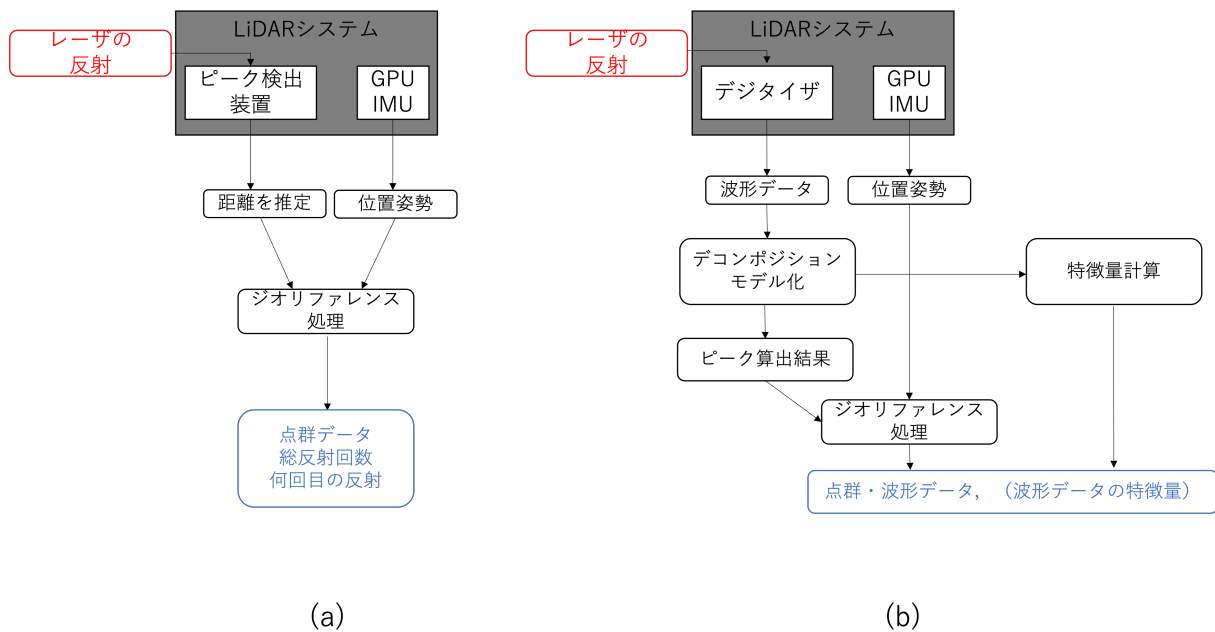 LiDARシステム
レーザの
反射
ピーク検出
装置
GPU
IMU
距離を推定
位置姿勢
ジオリファレンス
処理
点群データ
総反射回数
何回目の反射
(a)
LiDARシステム
レーザの
反射
デジタイザ
GPU
IMU
波形データ
位置姿勢
デコンポジション
モデル化
特徴量計算
ピーク算出結果
ジオリファレンス
処理
点群・波形データ，（波形データの特徴量）
(b)